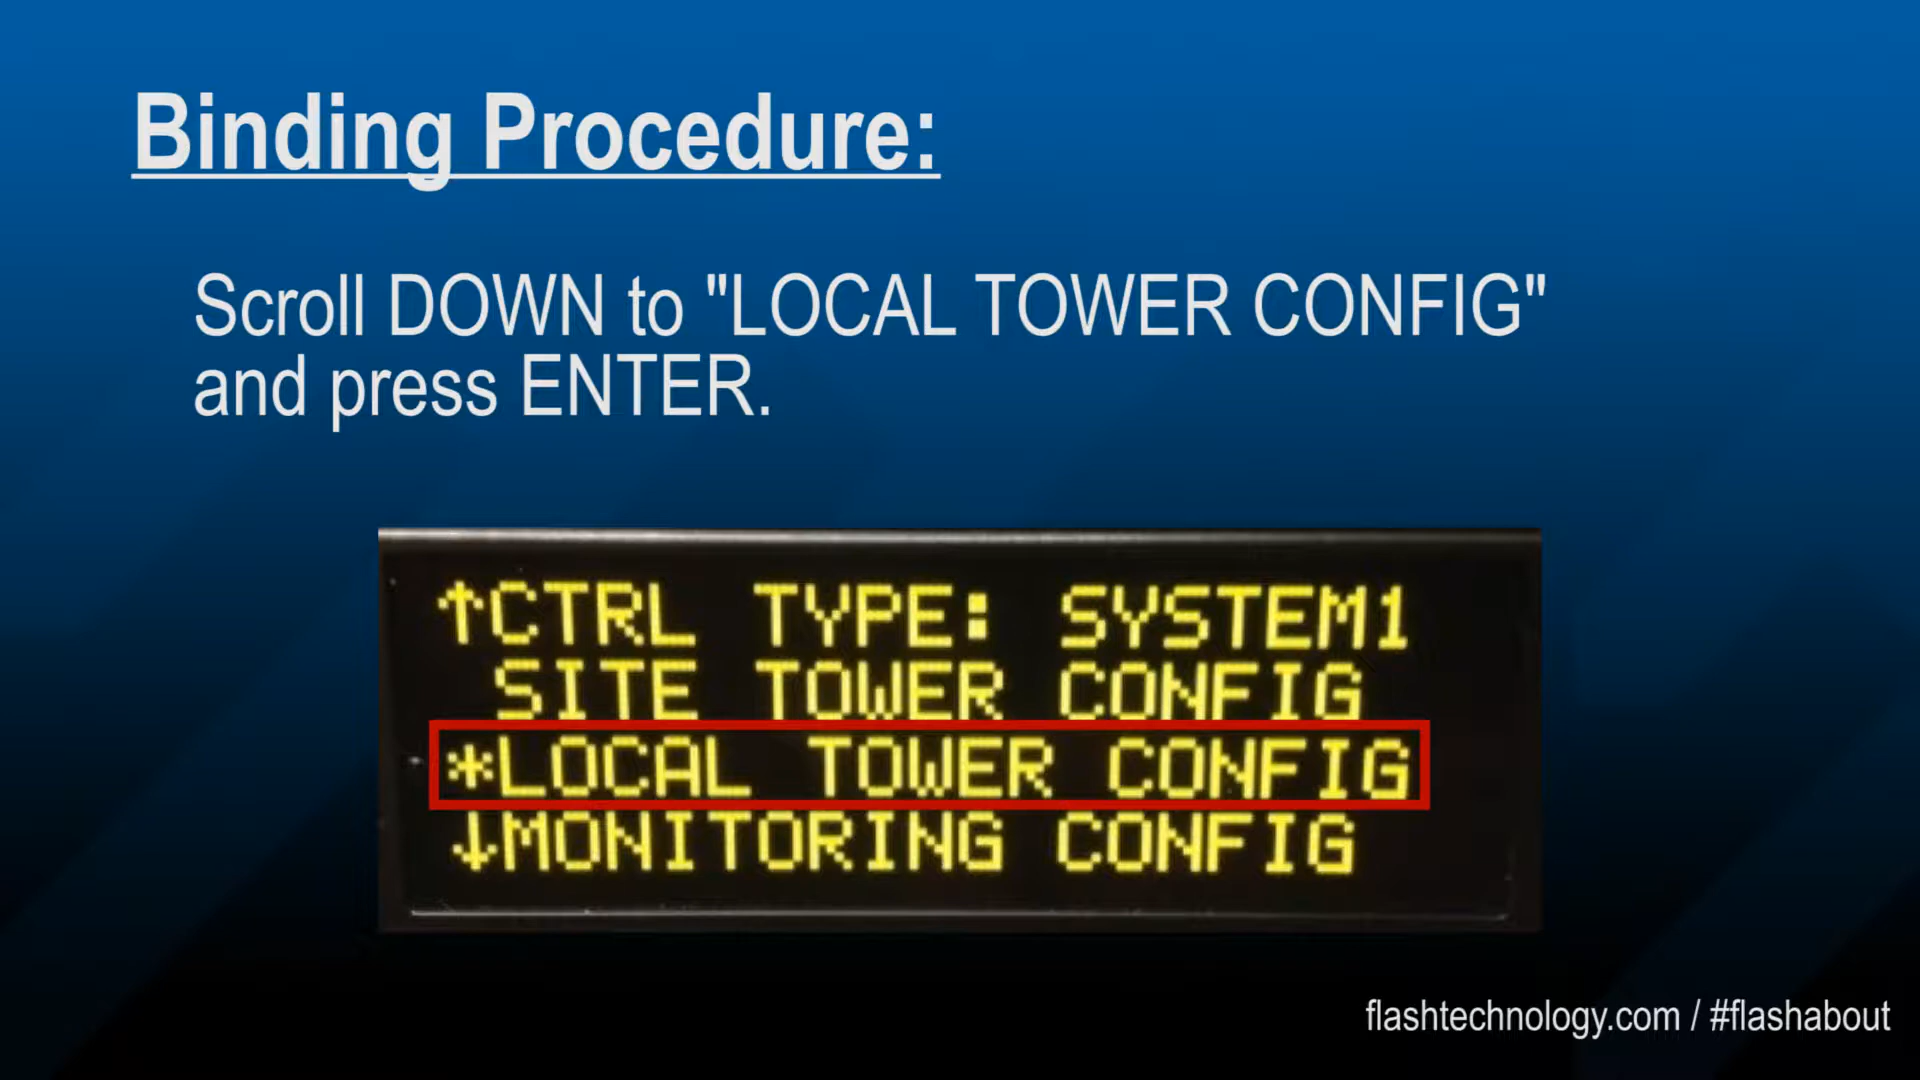 Binding Procedure:
Scroll DOWN to "LOCAL TOWER CONFIG"
and press ENTER.
↑CTRL TYPE: SYSTEM1
SITE TOWER CONFIG
*LOCAL TOWER CONFIG
↓MONITORING CONFIG
flashtechnology.com / #flashabout